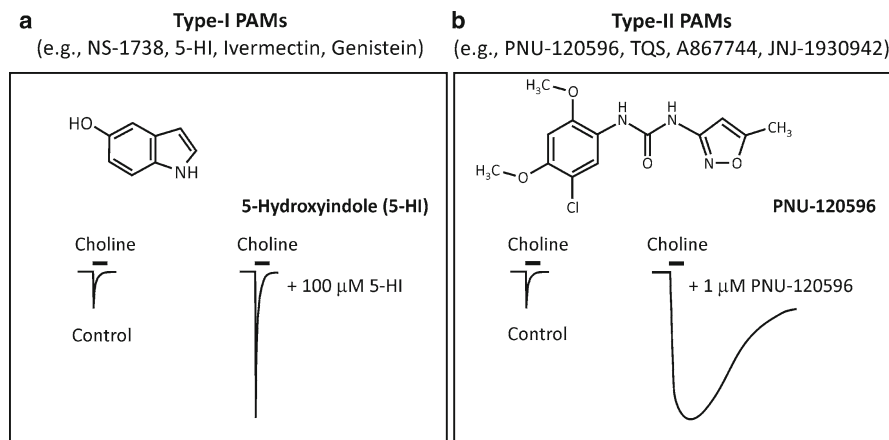 a
Type-I PAMs
(e.g., NS-1738, 5-HI, Ivermectin, Genistein)
HO
NH
5-Hydroxyindole (5-HI)
Choline
Choline
+ 100 μM 5-HI
Control
b
Type-II PAMs
(e.g., PNU-120596, TQS, A867744, JNJ-1930942)
H₃C
O
H
N
H
N
O
N
O
CH₃
H₃C
O
Cl
PNU-120596
Choline
Choline
+ 1 μM PNU-120596
Control